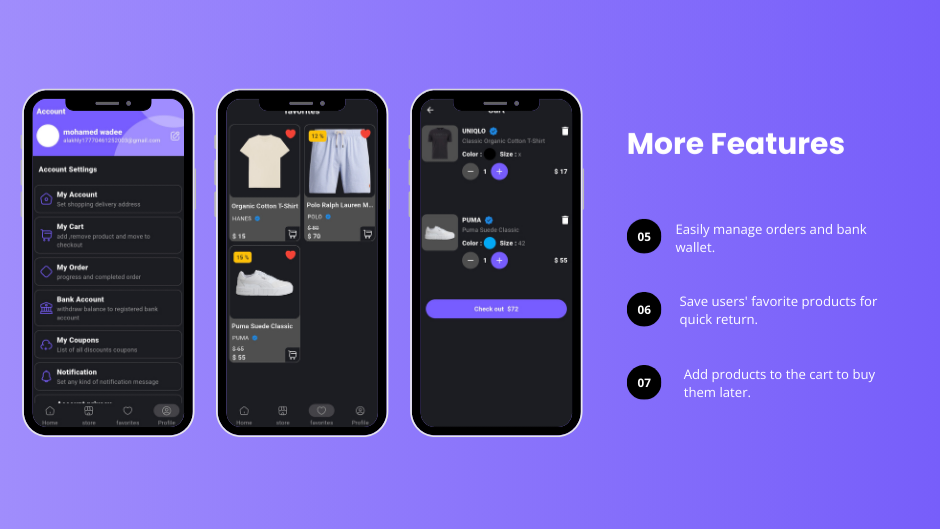 Account
mohamed wadee
Account Settings
My Account
Set shopping delivery address
My Cart
add ,remove product and move to
checkout
My Order
progress and completed order
Bank Account
withdraw balance to registered bank
account
My Coupons
List of all discounts coupons
Notification
Set any kind of notification message
Home
store
favorites
Profile
favorites
12 %
Organic Cotton T-Shirt
HANES
$ 15
Polo Ralph Lauren M...
POLO
$ 80
$ 70
15 %
Puma Suede Classic
PUMA
$ 65
$ 55
Home
store
favorites
Profile
Cart
UNIQLO
Classic Organic Cotton T-Shirt
Color : Size : x
1
$ 17
PUMA
Puma Suede Classic
Color : Size : 42
1
$ 55
Check out $72
More Features
05
Easily manage orders and bank
wallet.
06
Save users' favorite products for
quick return.
07
Add products to the cart to buy
them later.